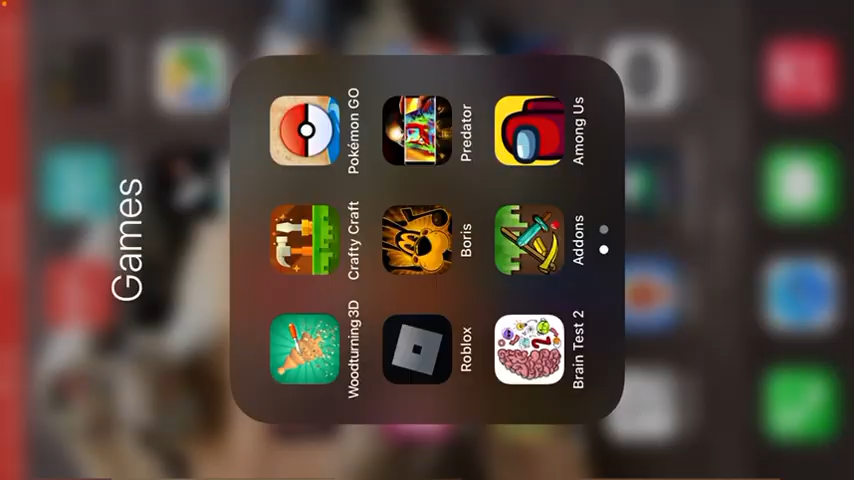 Games
Woodturning3D
Crafty Craft
Pokémon GO
Roblox
Boris
Predator
Brain Test 2
Addons
Among Us